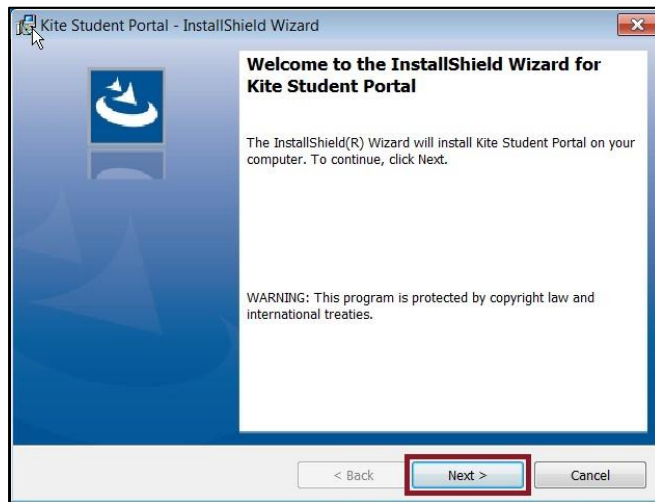 Kite Student Portal - InstallShield Wizard
Welcome to the InstallShield Wizard for
Kite Student Portal
The InstallShield(R) Wizard will install Kite Student Portal on your
computer. To continue, click Next.
WARNING: This program is protected by copyright law and
international treaties.
< Back
Next >
Cancel